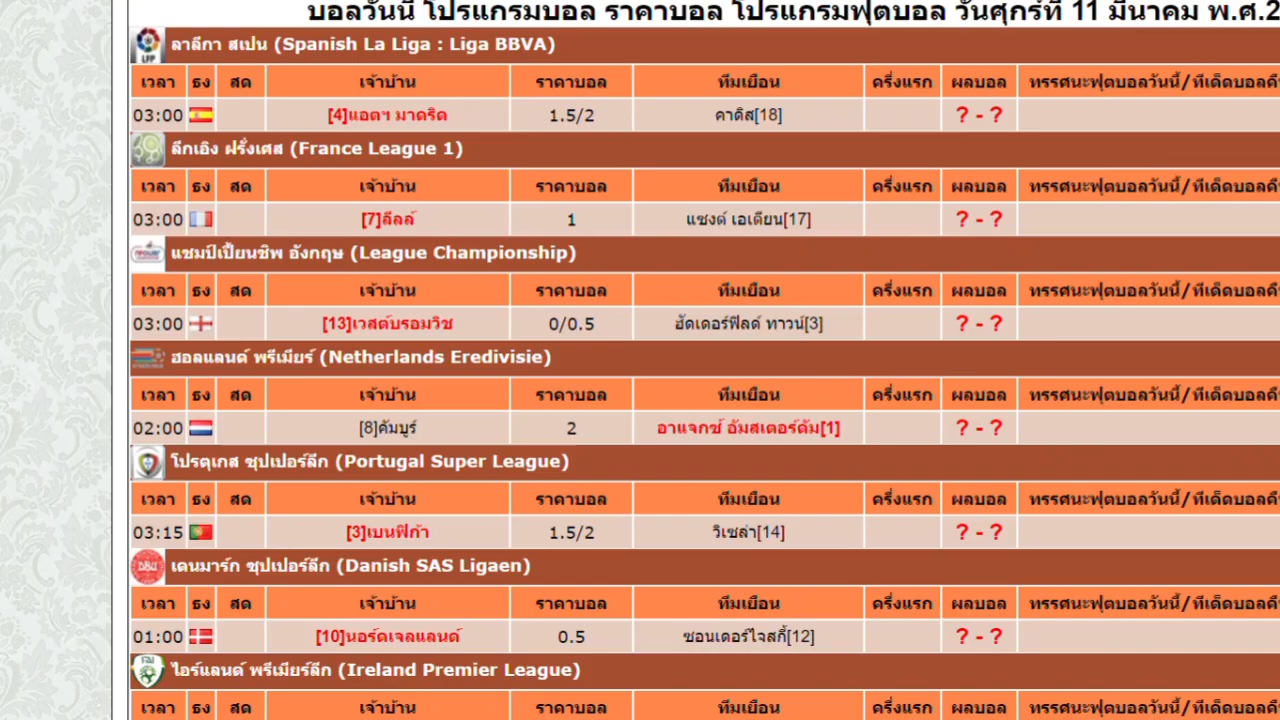 บอลวันนี้ โปรแกรมบอล ราคาบอล โปรแกรมฟุตบอล วันศุกร์ที่ 11 มีนาคม พ.ศ.2
ลาลีกา สเปน (Spanish La Liga : Liga BBVA)
เวลา ธง สด เจ้าบ้าน ราคาบอล ทีมเยือน ครึ่งแรก ผลบอล ทรรศนะฟุตบอลวันนี้/ทีเด็ดบอลคื
03:00 [4]แอตฯ มาดริด 1.5/2 คาดิส[18] ? - ?
ลีกเอิง ฝรั่งเศส (France League 1)
เวลา ธง สด เจ้าบ้าน ราคาบอล ทีมเยือน ครึ่งแรก ผลบอล ทรรศนะฟุตบอลวันนี้/ทีเด็ดบอลคื
03:00 [7]ลีลล์ 1 แซงต์ เอเตียน[17] ? - ?
แชมป์เปี้ยนชิพ อังกฤษ (League Championship)
เวลา ธง สด เจ้าบ้าน ราคาบอล ทีมเยือน ครึ่งแรก ผลบอล ทรรศนะฟุตบอลวันนี้/ทีเด็ดบอลคื
03:00 [13]เวสต์บรอมวิช 0/0.5 ฮัดเดอร์ฟิลด์ ทาวน์[3] ? - ?
ฮอลแลนด์ พรีเมียร์ (Netherlands Eredivisie)
เวลา ธง สด เจ้าบ้าน ราคาบอล ทีมเยือน ครึ่งแรก ผลบอล ทรรศนะฟุตบอลวันนี้/ทีเด็ดบอลคื
02:00 [8]คัมบูร์ 2 อาแจกซ์ อัมสเตอร์ดัม[1] ? - ?
โปรตุเกส ซุปเปอร์ลีก (Portugal Super League)
เวลา ธง สด เจ้าบ้าน ราคาบอล ทีมเยือน ครึ่งแรก ผลบอล ทรรศนะฟุตบอลวันนี้/ทีเด็ดบอลคื
03:15 [3]เบนฟิก้า 1.5/2 วิเซล่า[14] ? - ?
เดนมาร์ก ซุปเปอร์ลีก (Danish SAS Ligaen)
เวลา ธง สด เจ้าบ้าน ราคาบอล ทีมเยือน ครึ่งแรก ผลบอล ทรรศนะฟุตบอลวันนี้/ทีเด็ดบอลคื
01:00 [10]นอร์ดเจลแลนด์ 0.5 ซอนเดอร์ไจสกี้[12] ? - ?
ไอร์แลนด์ พรีเมียร์ลีก (Ireland Premier League)
เวลา ธง สด เจ้าบ้าน ราคาบอล ทีมเยือน ครึ่งแรก ผลบอล ทรรศนะฟุตบอลวันนี้/ทีเด็ดบอลคื